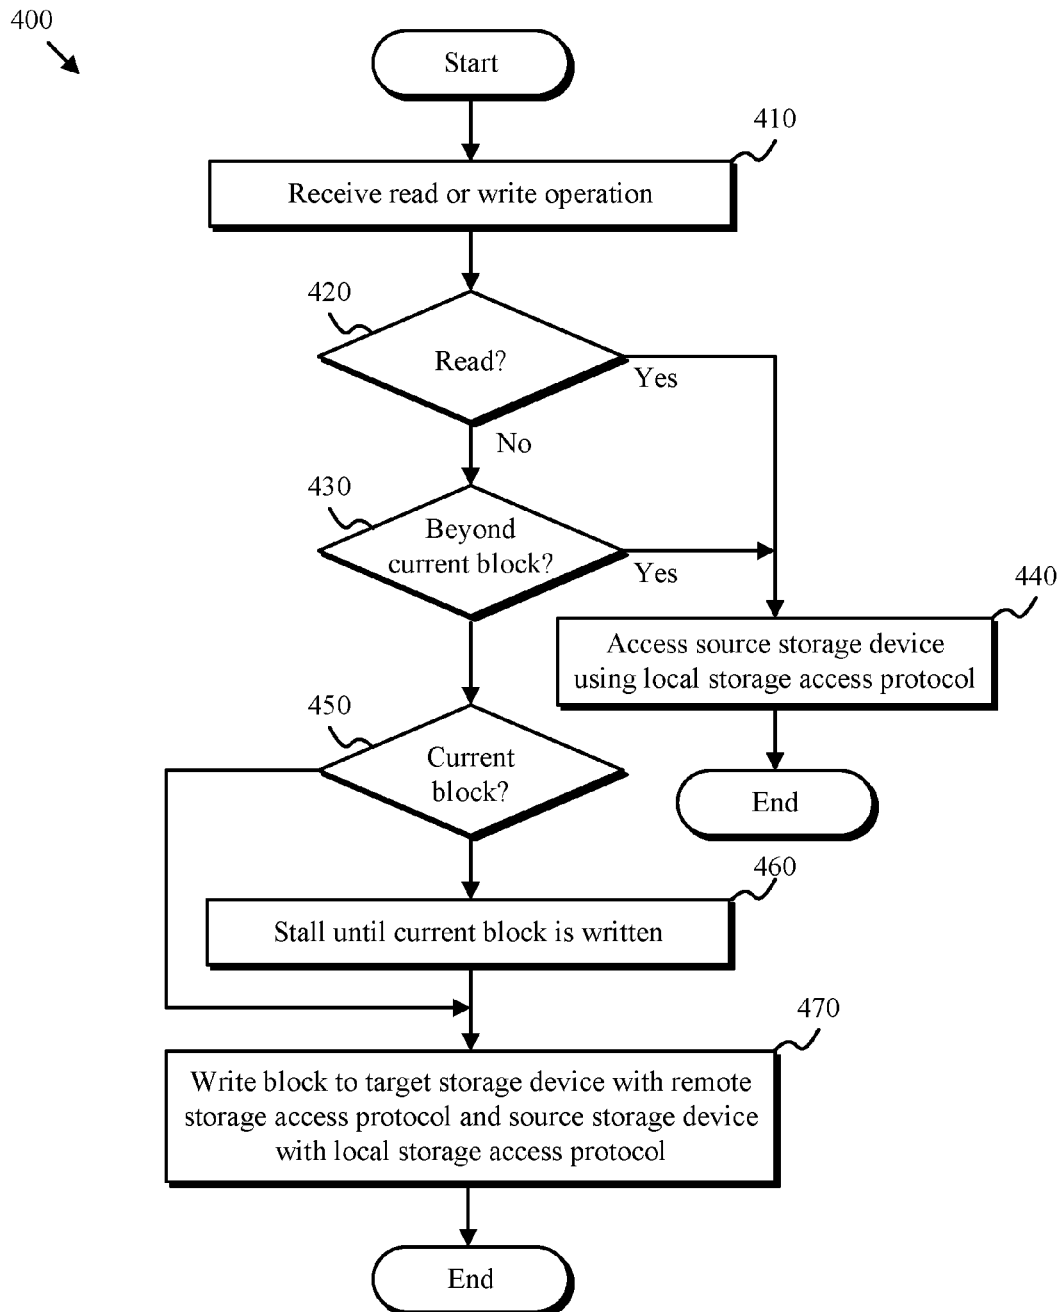 400
Start
410
Receive read or write operation
420
Read?
Yes
No
430
Beyond
current block?
Yes
440
Access source storage device
using local storage access protocol
450
Current
block?
End
460
Stall until current block is written
470
Write block to target storage device with remote
storage access protocol and source storage device
with local storage access protocol
End